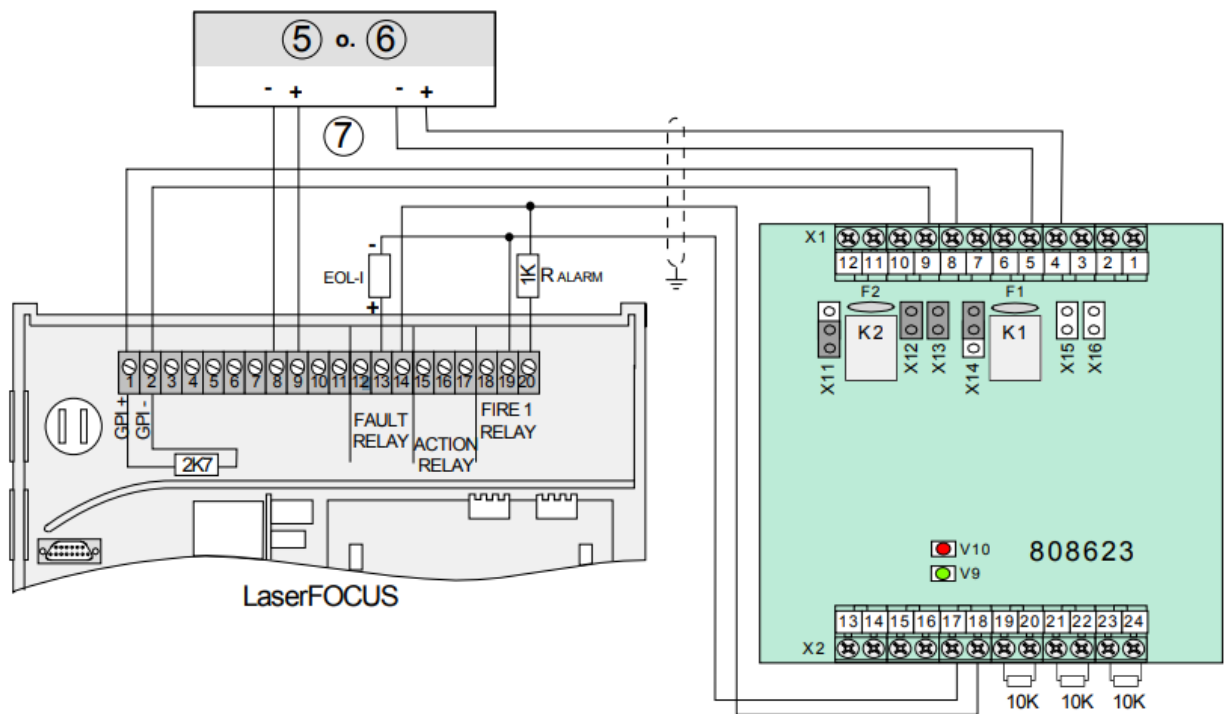 5 o. 6
- + - +
7
EOL-I
-
+
1K
R ALARM
1 2 3 4 5 6 7 8 9 10 11 12 13 14 15 16 17 18 19 20
GPI +
GPI -
2K7
FAULT
RELAY
ACTION
RELAY
FIRE 1
RELAY
LaserFOCUS
X1
12 11 10 9 8 7 6 5 4 3 2 1
F2
F1
K2
K1
X11
X12
X13
X14
X15
X16
V10
V9
808623
13 14 15 16 17 18 19 20 21 22 23 24
X2
10K 10K 10K